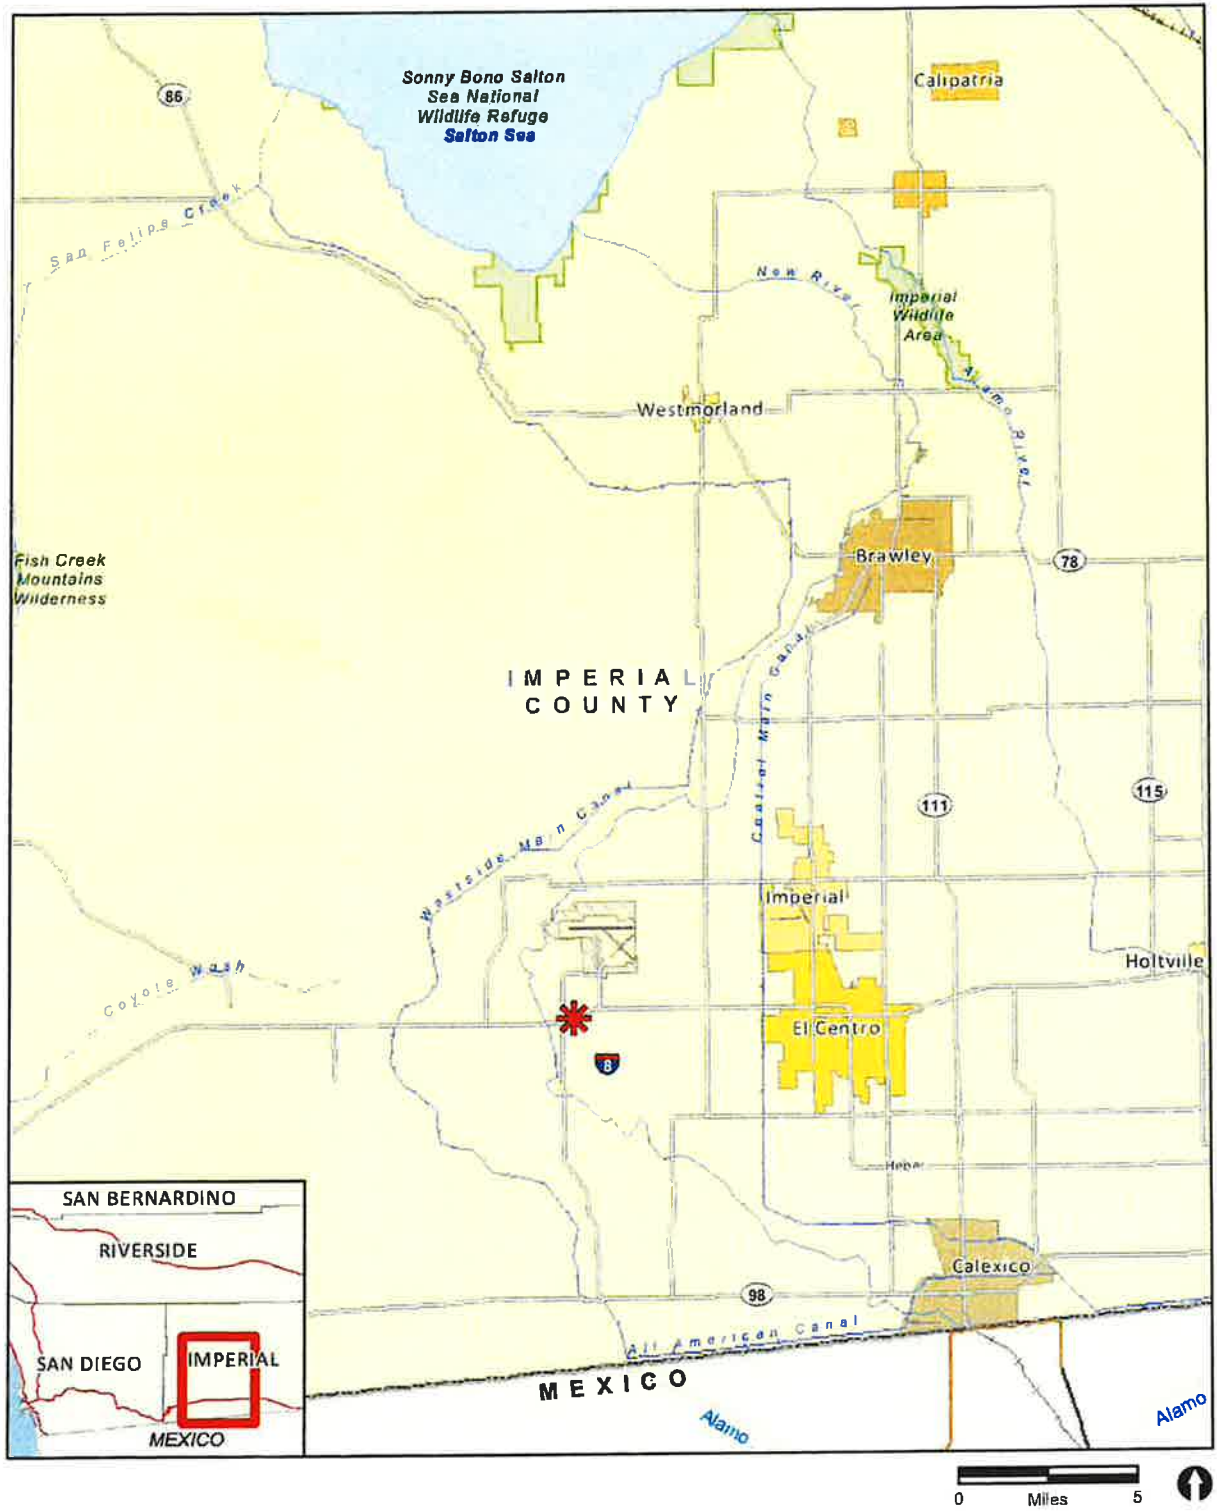 Sonny Bono Salton
Sea National
Wildlife Refuge
Salton Sea
Calipatria
86
San Felipe Creek
New River
Imperial
Wildlife
Area
Alamo River
Westmorland
Fish Creek
Mountains
Wilderness
Brawley
78
IMPERIAL
COUNTY
Central Main Canal
Westside Main Canal
111
115
Imperial
Holtville
Coyote Wash
El Centro
8
Heber
Calexico
98
All American Canal
MEXICO
Alamo
Alamo
SAN BERNARDINO
RIVERSIDE
SAN DIEGO
IMPERIAL
MEXICO
0 Miles 5